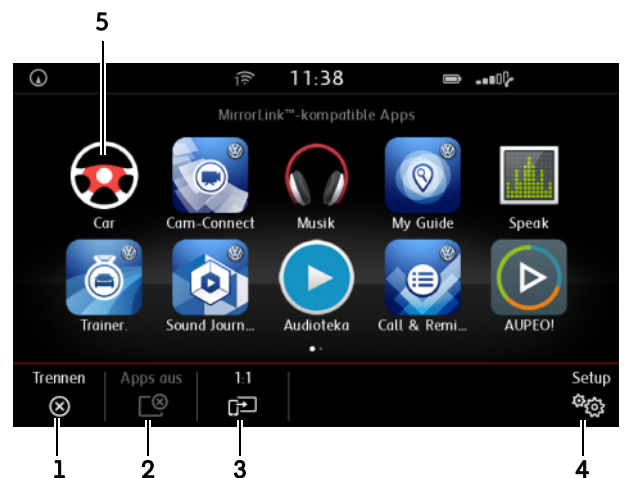 5
11:38
MirrorLink™-kompatible Apps
Car Cam-Connect Musik My Guide Speak
Trainer. Sound Journ... Audioteka Call & Remi... AUPEO!
Trennen Apps aus 1:1 Setup
1 2 3 4